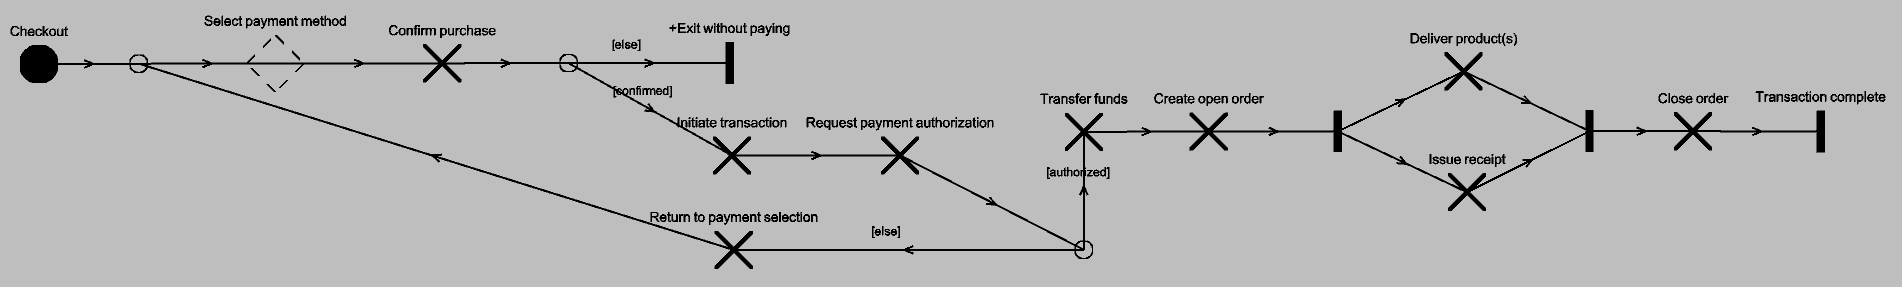 Checkout
Select payment method
Confirm purchase
[else]
+Exit without paying
[confirmed]
Initiate transaction
Request payment authorization
Return to payment selection
[else]
[authorized]
Transfer funds
Create open order
Deliver product(s)
Issue receipt
Close order
Transaction complete